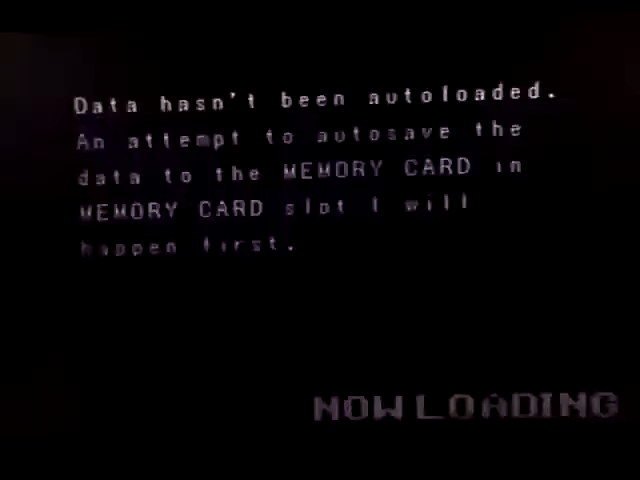 Data hasn't been autoloaded.
An attempt to autosave the
data to the MEMORY CARD in
MEMORY CARD slot 1 will
happen first.
NOW LOADING